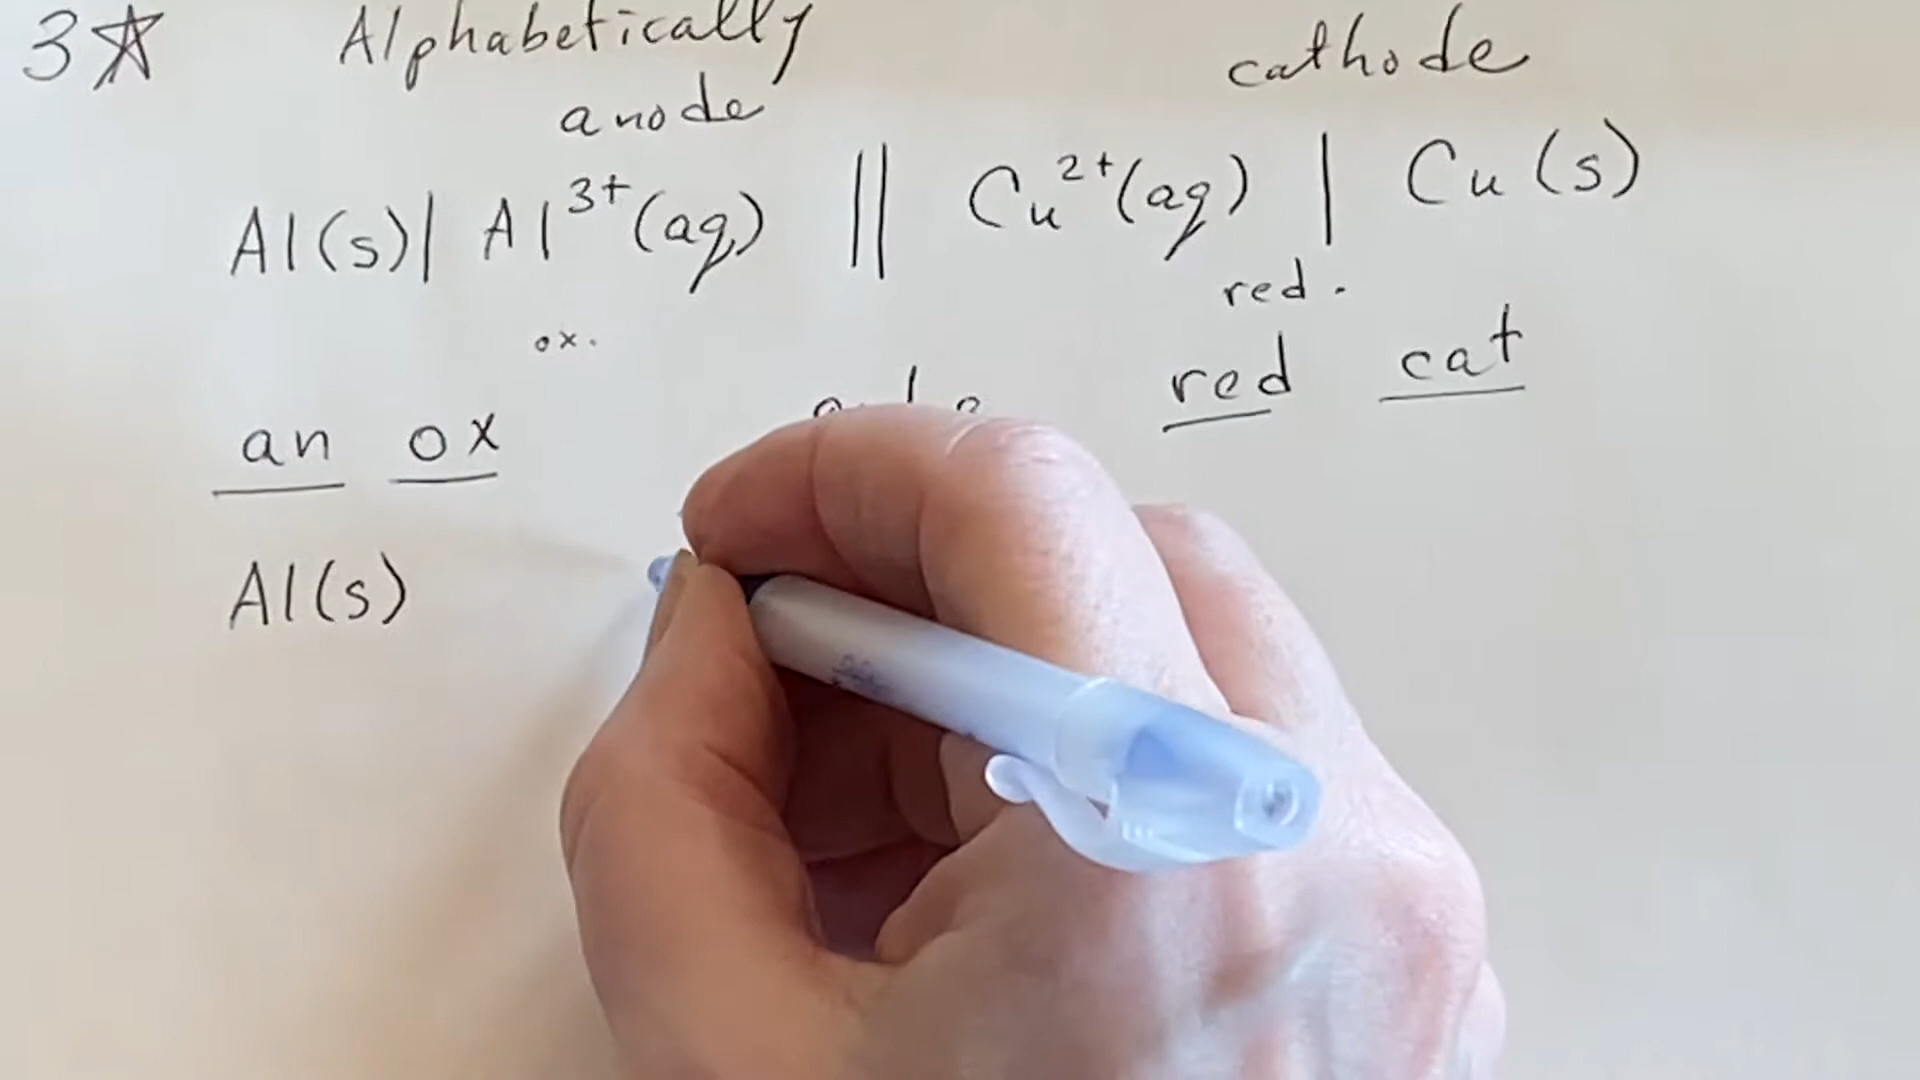 3☆ Alphabetically
anode cathode
Al(s)| Al³⁺(aq) || Cu²⁺(aq) | Cu(s)
ox. red.
an ox red cat
Al(s)